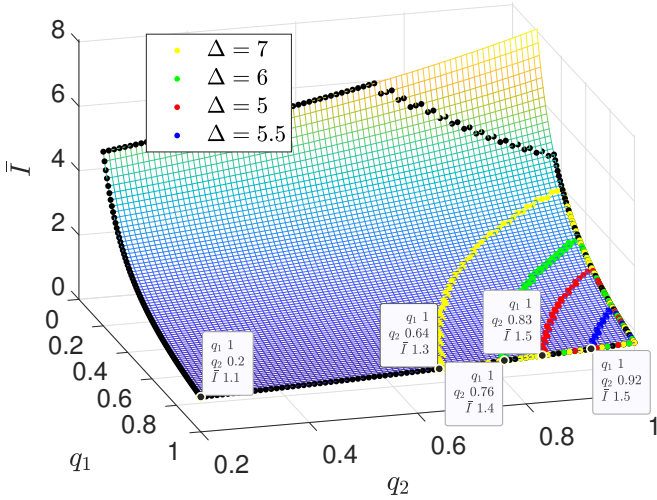 8
6
4
2
0
Ī
Δ = 7
Δ = 6
Δ = 5
Δ = 5.5
q₁ 1
q₂ 0.2
Ī 1.1
q₁ 1
q₂ 0.64
Ī 1.3
q₁ 1
q₂ 0.83
Ī 1.5
q₁ 1
q₂ 0.76
Ī 1.4
q₁ 1
q₂ 0.92
Ī 1.5
0
0.2
0.4
0.6
0.8
1
q₁
0.2
0.4
0.6
0.8
1
q₂